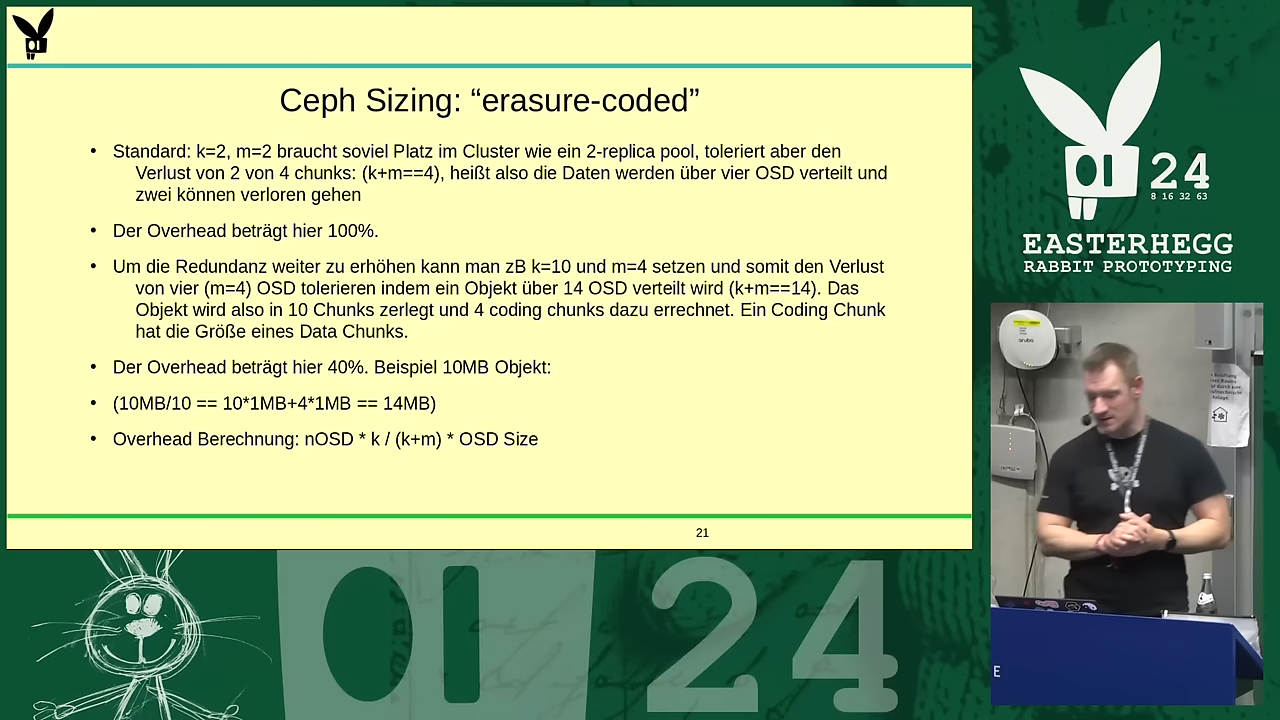 Ceph Sizing: “erasure-coded”
• Standard: k=2, m=2 braucht soviel Platz im Cluster wie ein 2-replica pool, toleriert aber den
Verlust von 2 von 4 chunks: (k+m==4), heißt also die Daten werden über vier OSD verteilt und
zwei können verloren gehen
• Der Overhead beträgt hier 100%.
• Um die Redundanz weiter zu erhöhen kann man zB k=10 und m=4 setzen und somit den Verlust
von vier (m=4) OSD tolerieren indem ein Objekt über 14 OSD verteilt wird (k+m==14). Das
Objekt wird also in 10 Chunks zerlegt und 4 coding chunks dazu errechnet. Ein Coding Chunk
hat die Größe eines Data Chunks.
• Der Overhead beträgt hier 40%. Beispiel 10MB Objekt:
• (10MB/10 == 10*1MB+4*1MB == 14MB)
• Overhead Berechnung: nOSD * k / (k+m) * OSD Size
21
24
8 16 32 63
EASTERHEGG
RABBIT PROTOTYPING
aruba
E
24